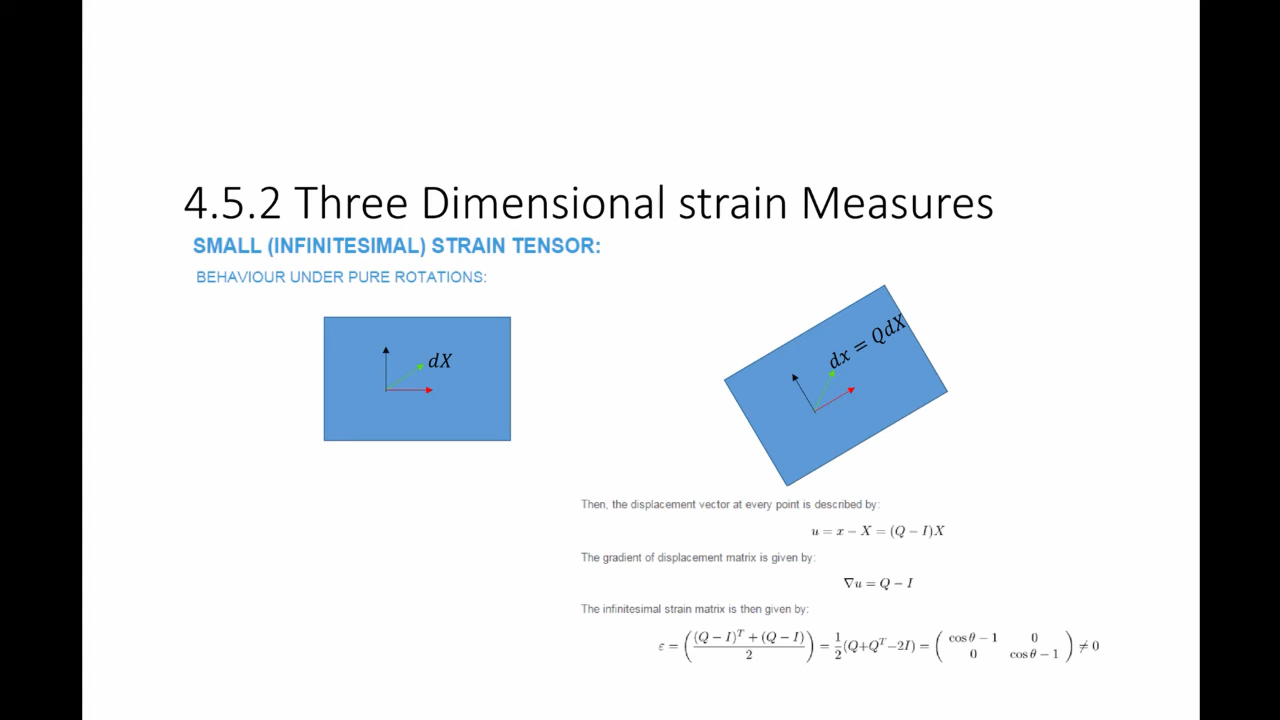 4.5.2 Three Dimensional strain Measures
SMALL (INFINITESIMAL) STRAIN TENSOR:
BEHAVIOUR UNDER PURE ROTATIONS:
dX
dx = QdX
Then, the displacement vector at every point is described by:
u = x − X = (Q − I)X
The gradient of displacement matrix is given by:
∇u = Q − I
The infinitesimal strain matrix is then given by:
ε = ( ((Q − I)^T + (Q − I)) / 2 ) = 1/2 (Q+Q^T−2I) = ( cos θ − 1 0 ; 0 cos θ − 1 ) ≠ 0